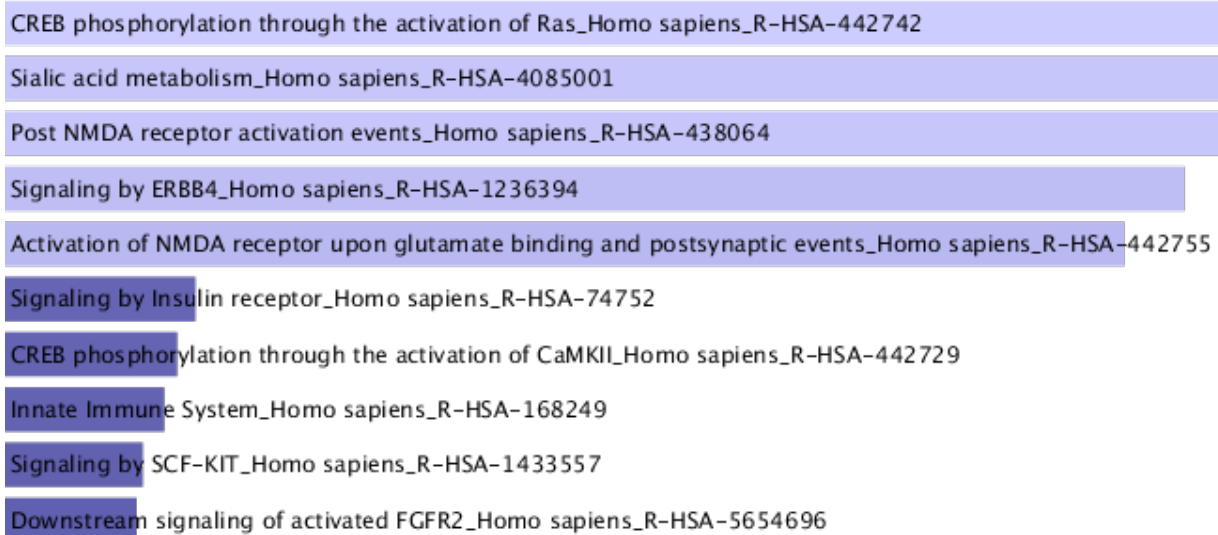 CREB phosphorylation through the activation of Ras_Homo sapiens_R-HSA-442742
Sialic acid metabolism_Homo sapiens_R-HSA-4085001
Post NMDA receptor activation events_Homo sapiens_R-HSA-438064
Signaling by ERBB4_Homo sapiens_R-HSA-1236394
Activation of NMDA receptor upon glutamate binding and postsynaptic events_Homo sapiens_R-HSA-442755
Signaling by Insulin receptor_Homo sapiens_R-HSA-74752
CREB phosphorylation through the activation of CaMKII_Homo sapiens_R-HSA-442729
Innate Immune System_Homo sapiens_R-HSA-168249
Signaling by SCF-KIT_Homo sapiens_R-HSA-1433557
Downstream signaling of activated FGFR2_Homo sapiens_R-HSA-5654696